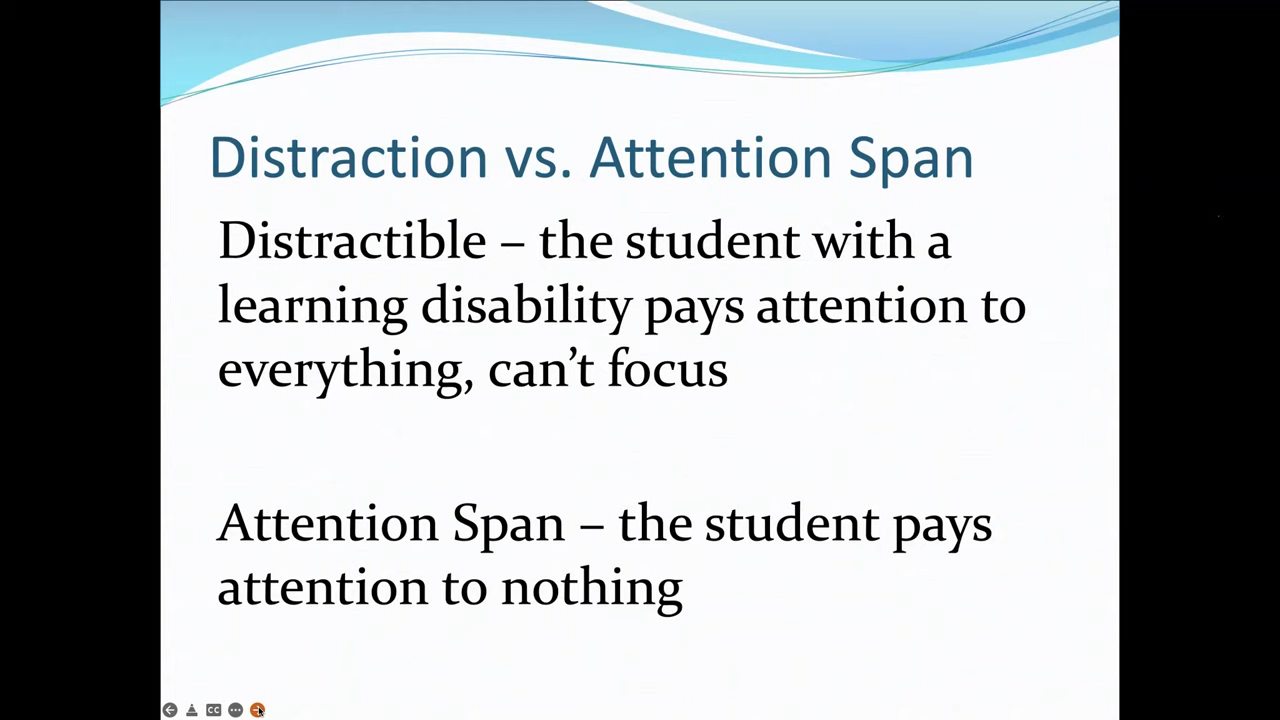 Distraction vs. Attention Span
Distractible – the student with a
learning disability pays attention to
everything, can’t focus
Attention Span – the student pays
attention to nothing
CC